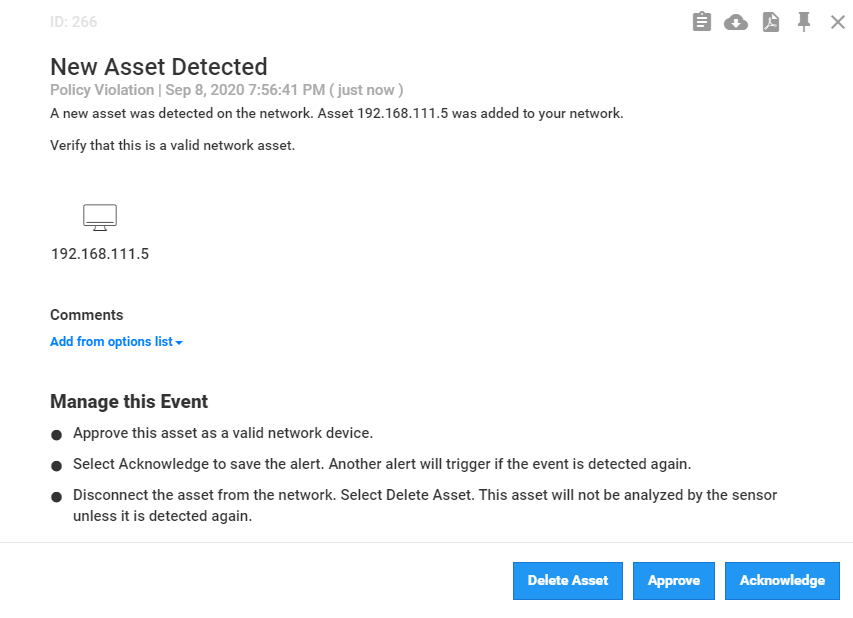 ID: 266
New Asset Detected
Policy Violation | Sep 8, 2020 7:56:41 PM ( just now )
A new asset was detected on the network. Asset 192.168.111.5 was added to your network.
Verify that this is a valid network asset.
192.168.111.5
Comments
Add from options list
Manage this Event
Approve this asset as a valid network device.
Select Acknowledge to save the alert. Another alert will trigger if the event is detected again.
Disconnect the asset from the network. Select Delete Asset. This asset will not be analyzed by the sensor
unless it is detected again.
Delete Asset Approve Acknowledge